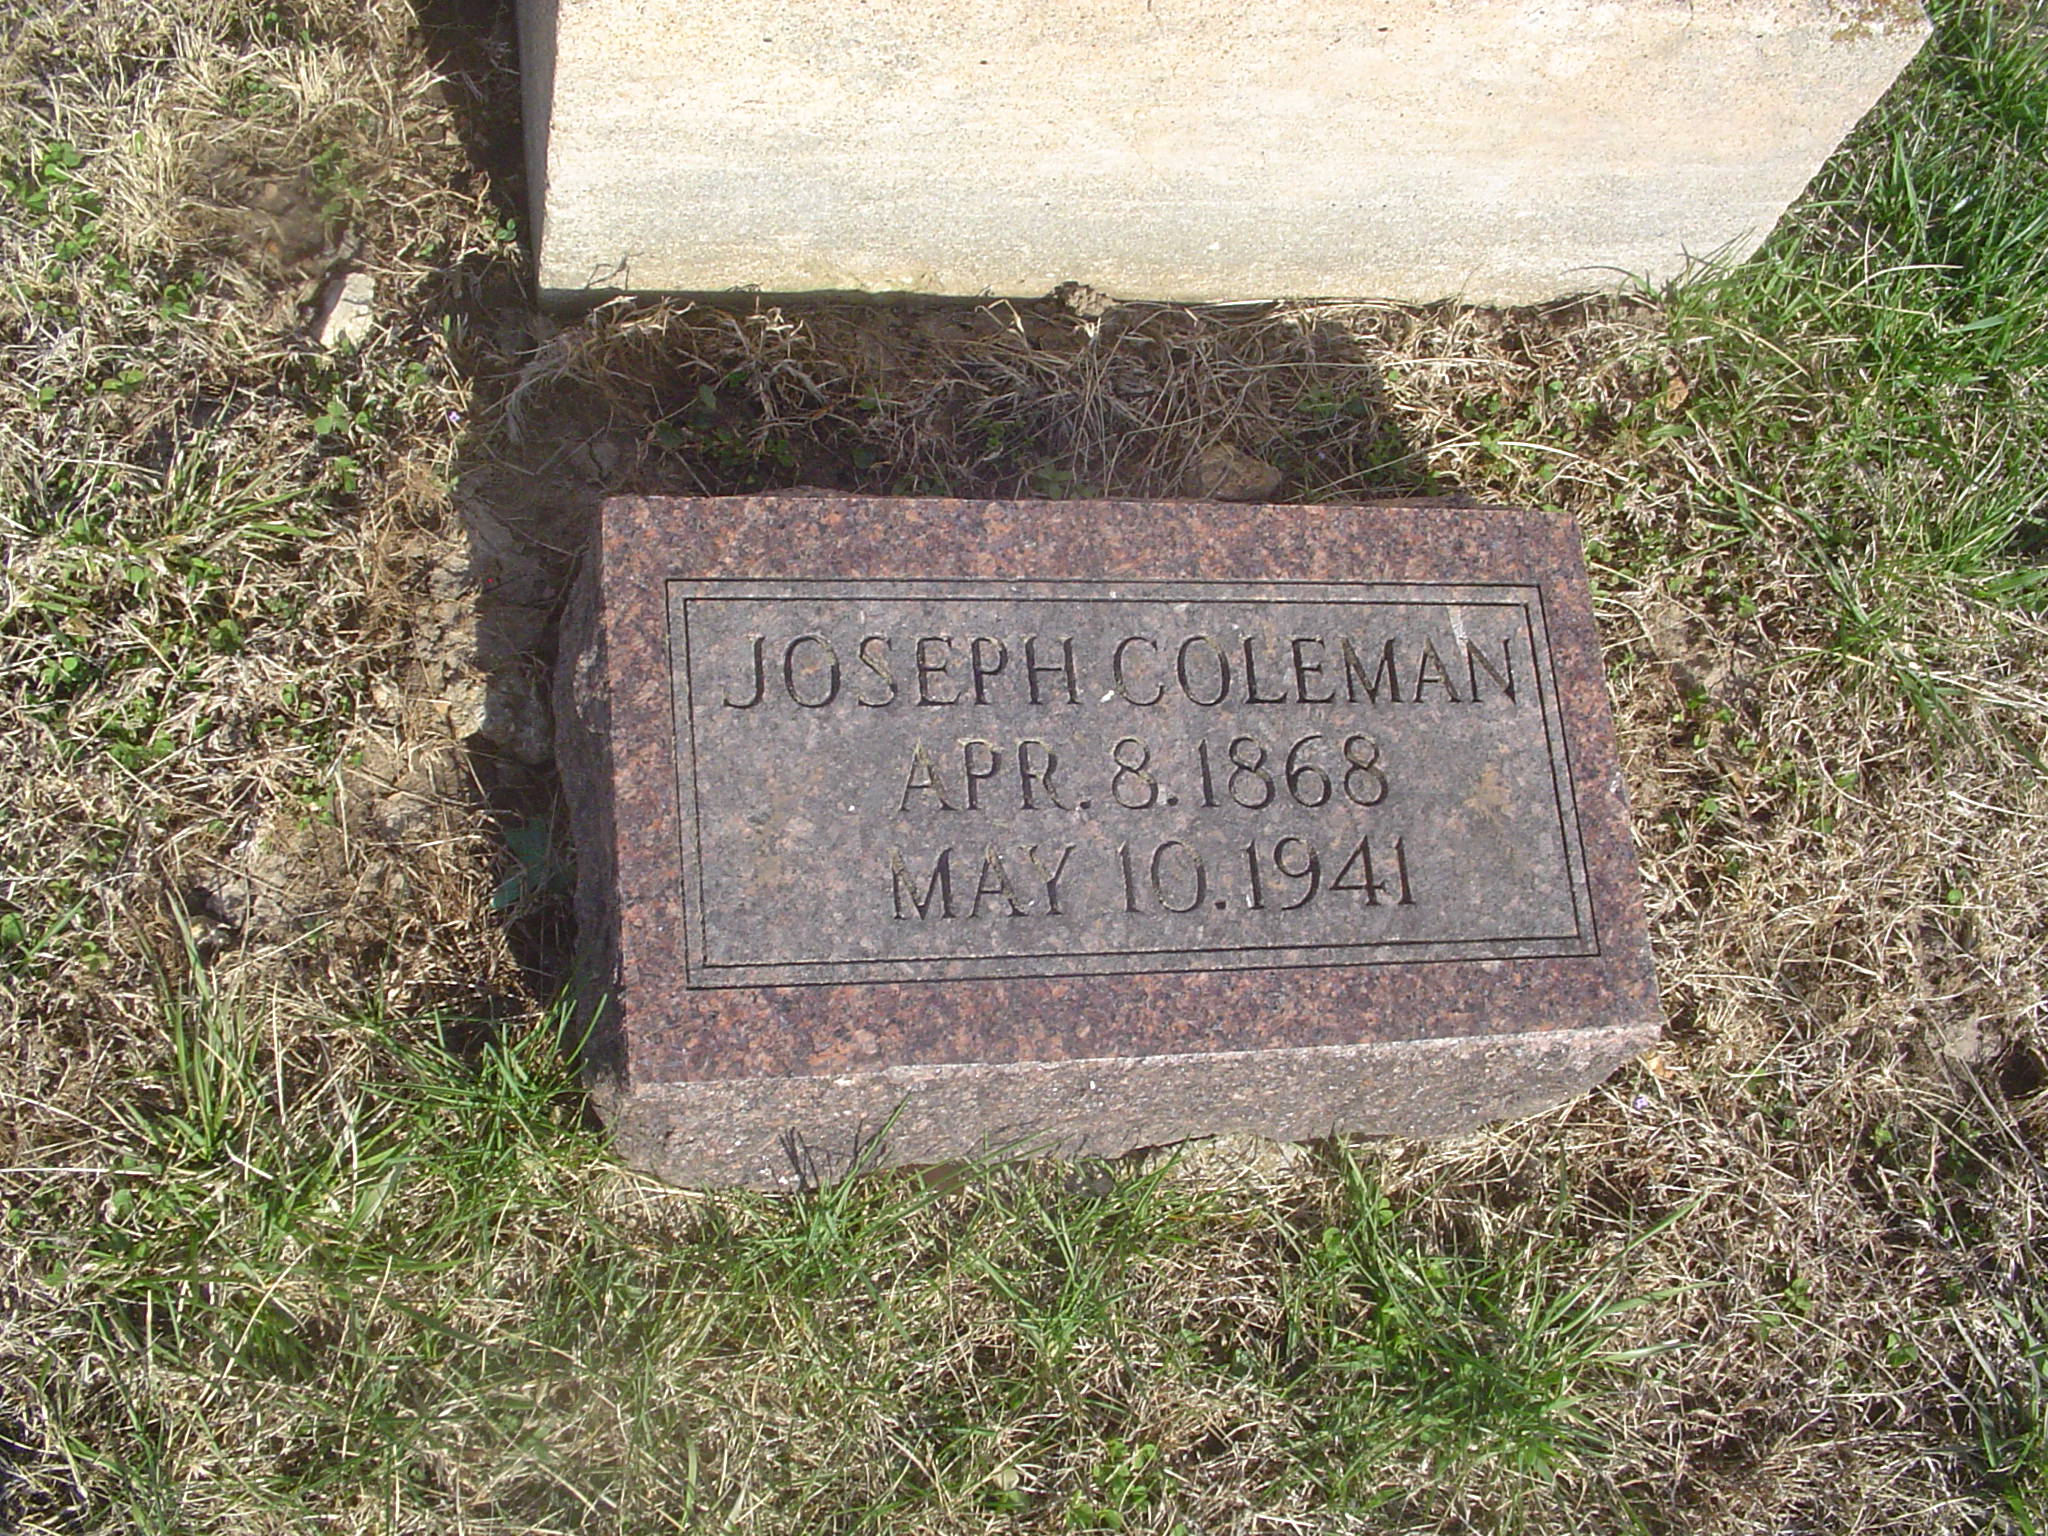 JOSEPH COLEMAN
APR. 8. 1868
MAY 10. 1941